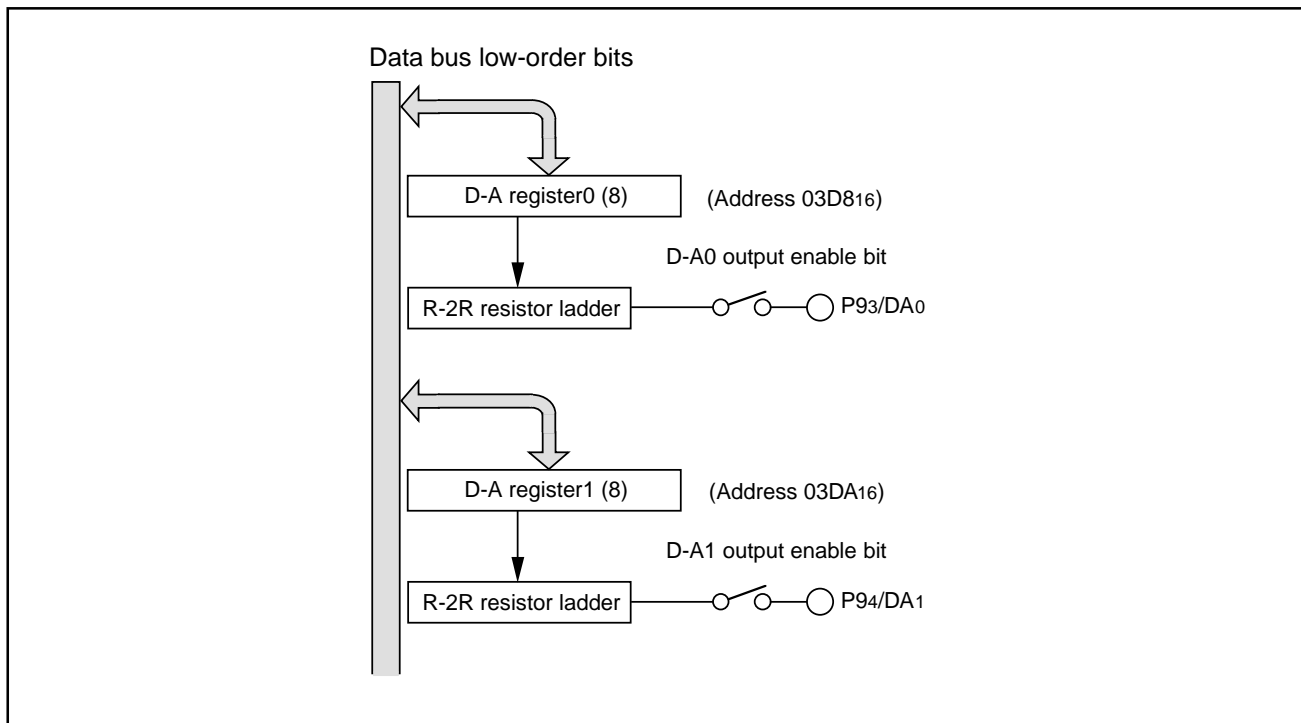 Data bus low-order bits
D-A register0 (8) (Address 03D816)
D-A0 output enable bit
R-2R resistor ladder P93/DA0
D-A register1 (8) (Address 03DA16)
D-A1 output enable bit
R-2R resistor ladder P94/DA1